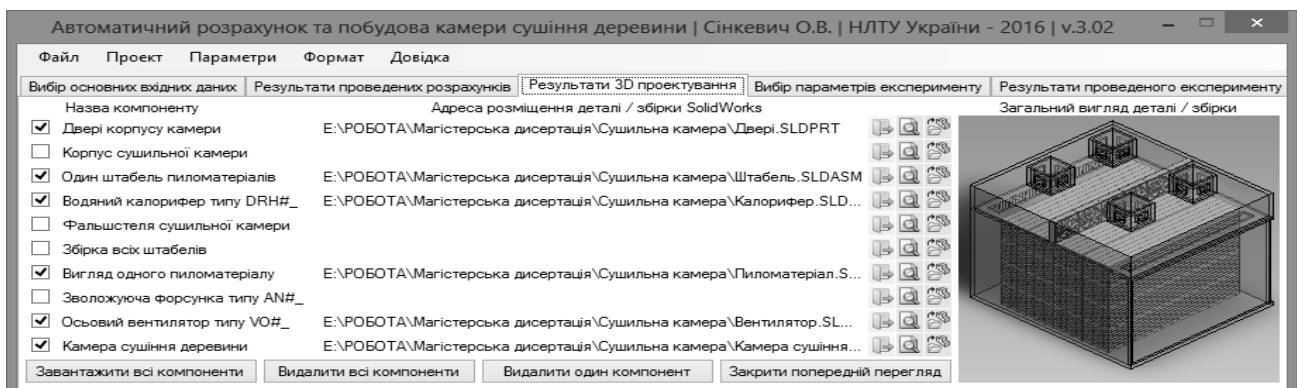 Автоматичний розрахунок та побудова камери сушіння деревини | Сінкевич О.В. | НЛТУ України - 2016 | v.3.02
Файл Проект Параметри Формат Довідка
Вибір основних вхідних даних Результати проведених розрахунків Результати 3D проектування Вибір параметрів експерименту Результати проведеного експерименту
Назва компоненту Адреса розміщення деталі / збірки SolidWorks Загальний вигляд деталі / збірки
Двері корпусу камери E:\РОБОТА\Магістерська дисертація\Сушильна камера\Двері.SLDPRT
Корпус сушильної камери
Один штабель пиломатеріалів E:\РОБОТА\Магістерська дисертація\Сушильна камера\Штабель.SLDASM
Водяний калорифер типу DRH#_ E:\РОБОТА\Магістерська дисертація\Сушильна камера\Калорифер.SLD...
Фальшстеля сушильної камери
Збірка всіх штабелів
Вигляд одного пиломатеріалу E:\РОБОТА\Магістерська дисертація\Сушильна камера\Пиломатеріал.S...
Зволожуюча форсунка типу AN#_
Осьовий вентилятор типу VO#_ E:\РОБОТА\Магістерська дисертація\Сушильна камера\Вентилятор.SL...
Камера сушіння деревини E:\РОБОТА\Магістерська дисертація\Сушильна камера\Камера сушіння...
Завантажити всі компоненти Видалити всі компоненти Видалити один компонент Закрити попередній перегляд